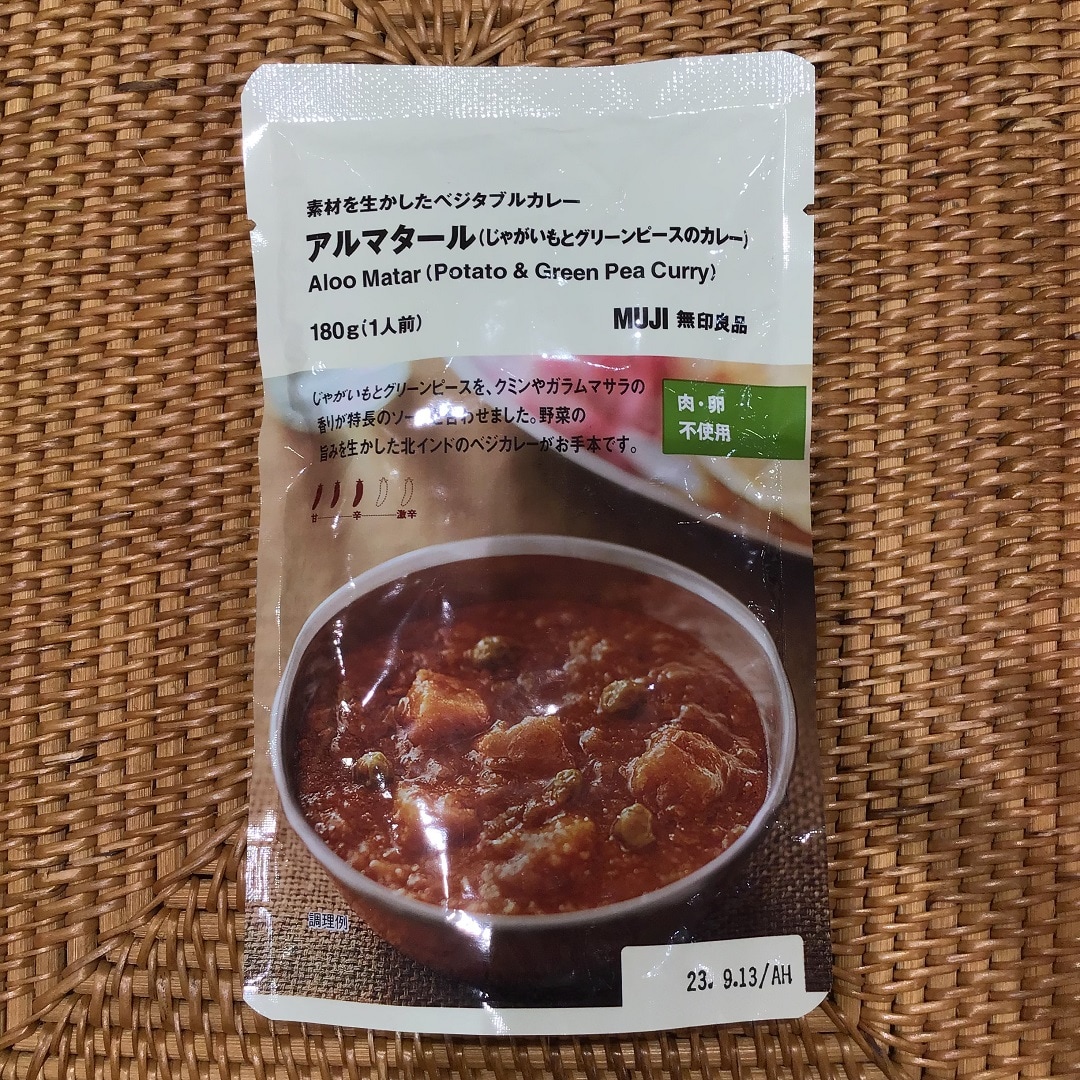 素材を生かしたベジタブルカレー
アルマタール(じゃがいもとグリーンピースのカレー)
Aloo Matar (Potato & Green Pea Curry)
180g(1人前)
MUJI 無印良品
じゃがいもとグリーンピースを、クミンやガラムマサラの
香りが特長のソースと合わせました。野菜の
旨みを生かした北インドのベジカレーがお手本です。
肉・卵
不使用
甘 辛 激辛
調理例
23. 9.13/AH